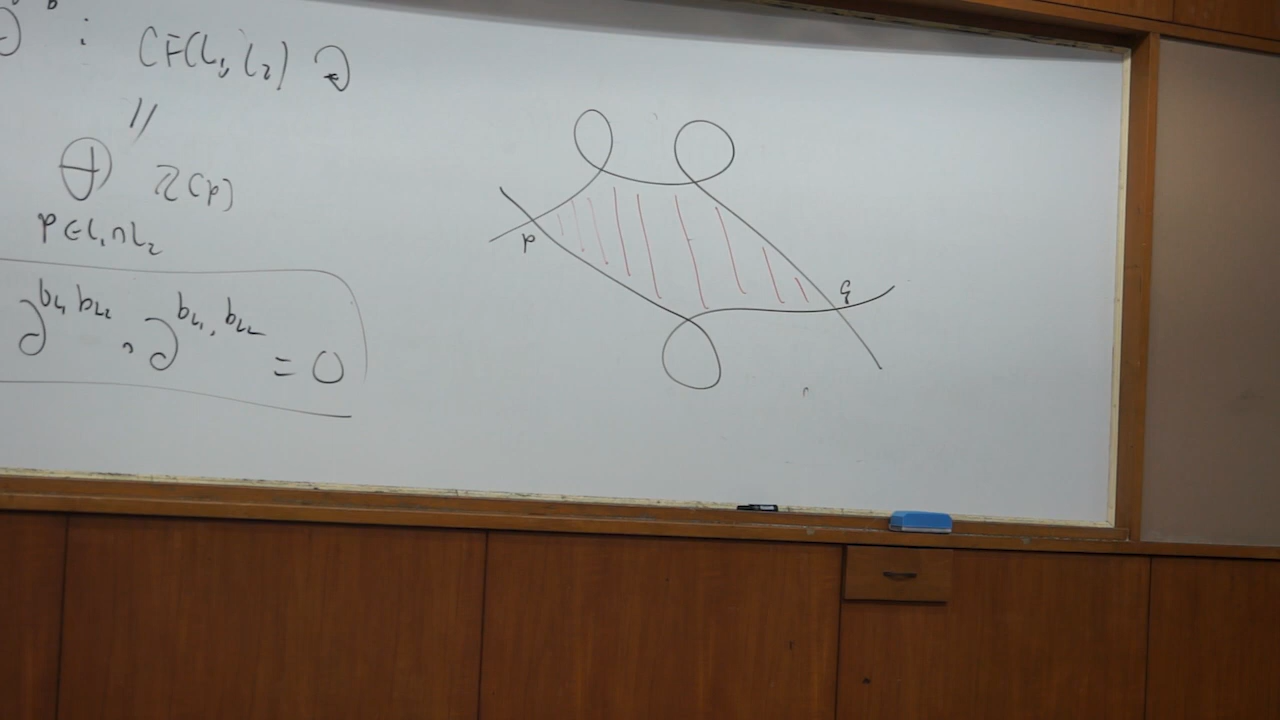 ∂^b : CF(L₁, L₂) ↺
//
⊕ ℤ(p)
p∈L₁∩L₂
∂^{b_{L₁} b_{L₂}} ∘ ∂^{b_{L₁}, b_{L₂}} = 0
p
q